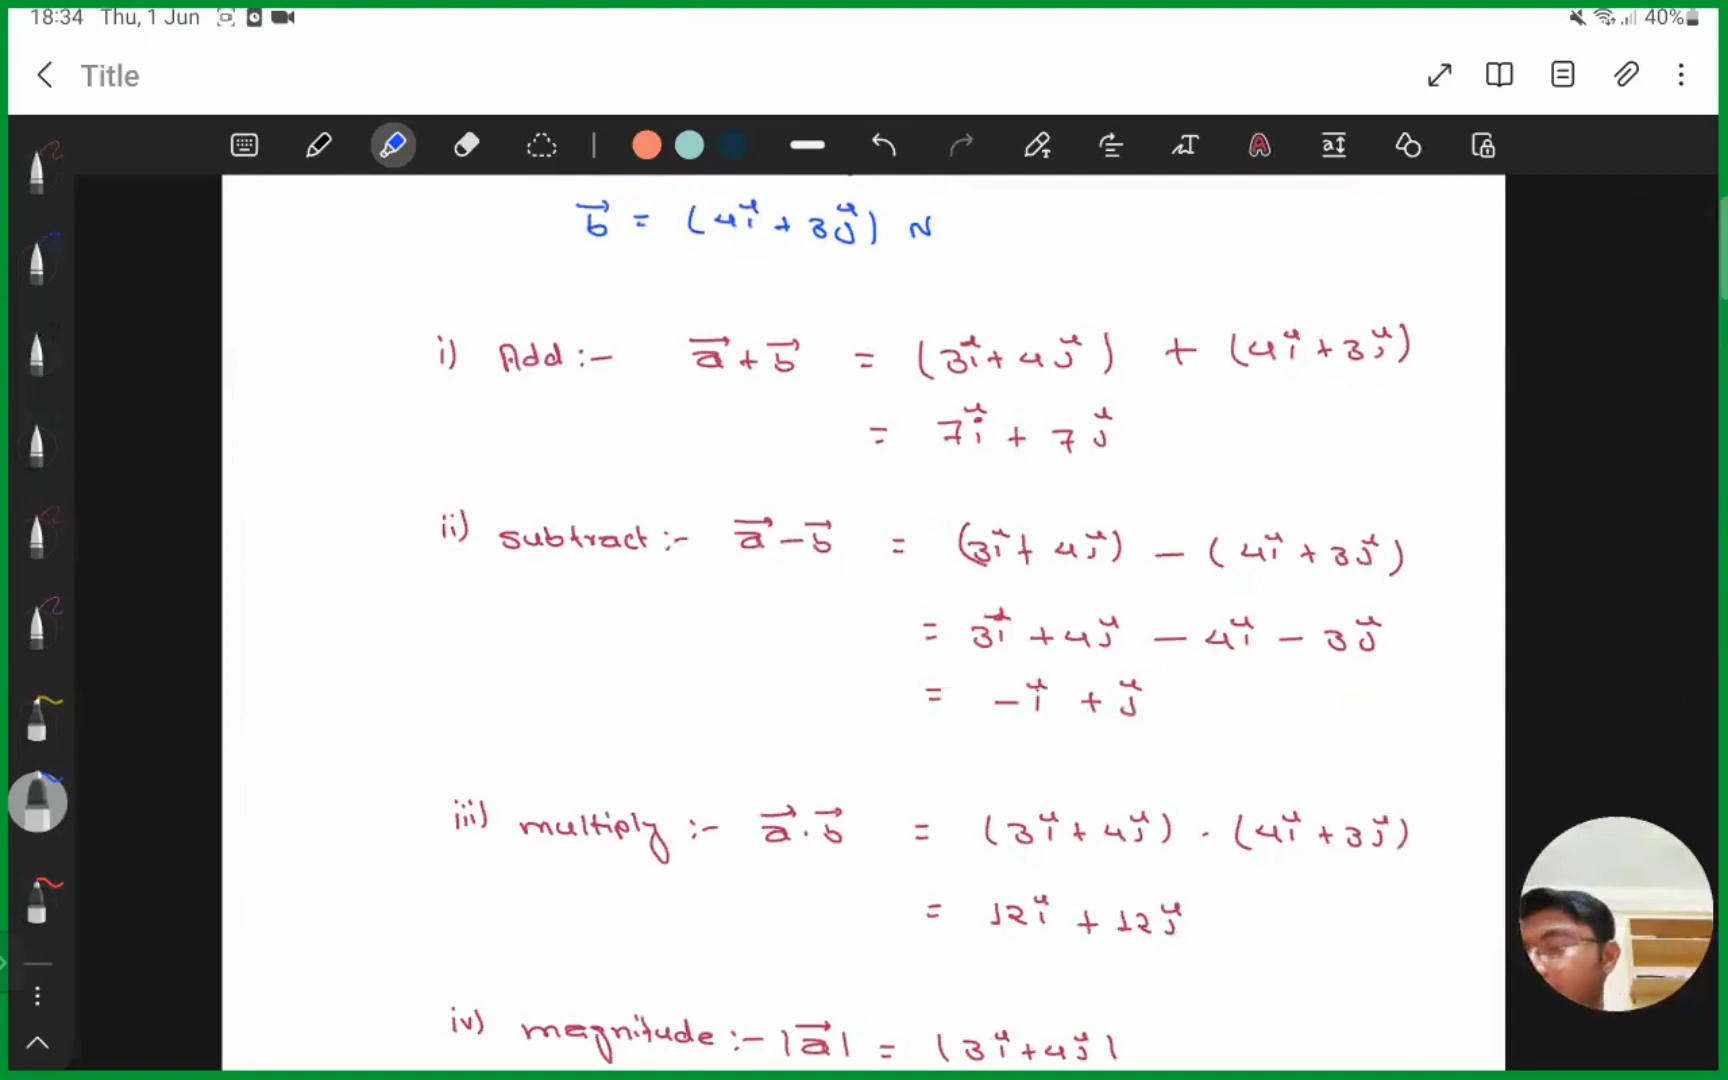 18:34 Thu, 1 Jun 40%
Title
b⃗ = (4î + 3ĵ) N
i) Add :- a⃗ + b⃗ = (3î + 4ĵ) + (4î + 3ĵ)
= 7î + 7ĵ
ii) subtract :- a⃗ - b⃗ = (3î + 4ĵ) - (4î + 3ĵ)
= 3î + 4ĵ - 4î - 3ĵ
= -î + ĵ
iii) multiply :- a⃗ . b⃗ = (3î + 4ĵ) . (4î + 3ĵ)
= 12î + 12ĵ
iv) magnitude :- |a⃗| = |3î + 4ĵ|